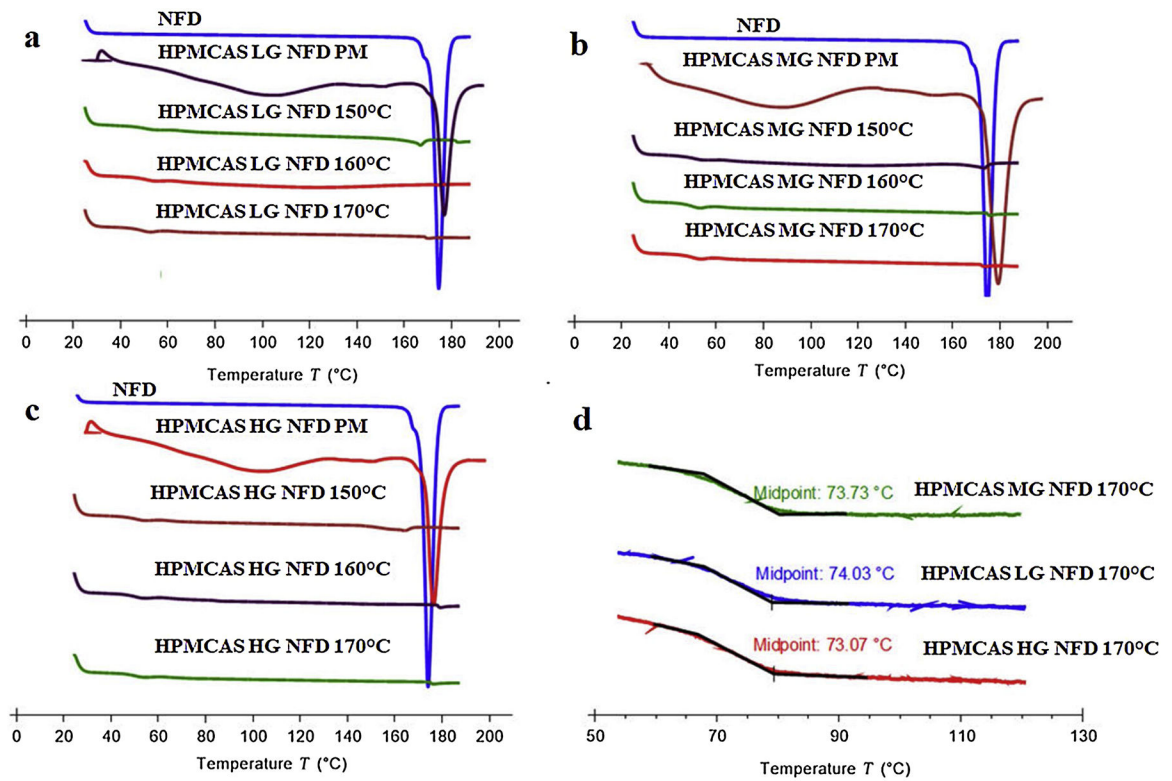 a
NFD
HPMCAS LG NFD PM
HPMCAS LG NFD 150°C
HPMCAS LG NFD 160°C
HPMCAS LG NFD 170°C
0 20 40 60 80 100 120 140 160 180 200
Temperature T (°C)
b
NFD
HPMCAS MG NFD PM
HPMCAS MG NFD 150°C
HPMCAS MG NFD 160°C
HPMCAS MG NFD 170°C
0 20 40 60 80 100 120 140 160 180 200
Temperature T (°C)
c
NFD
HPMCAS HG NFD PM
HPMCAS HG NFD 150°C
HPMCAS HG NFD 160°C
HPMCAS HG NFD 170°C
0 20 40 60 80 100 120 140 160 180 200
Temperature T (°C)
d
Midpoint: 73.73 °C HPMCAS MG NFD 170°C
Midpoint: 74.03 °C HPMCAS LG NFD 170°C
Midpoint: 73.07 °C HPMCAS HG NFD 170°C
50 70 90 110 130
Temperature T (°C)